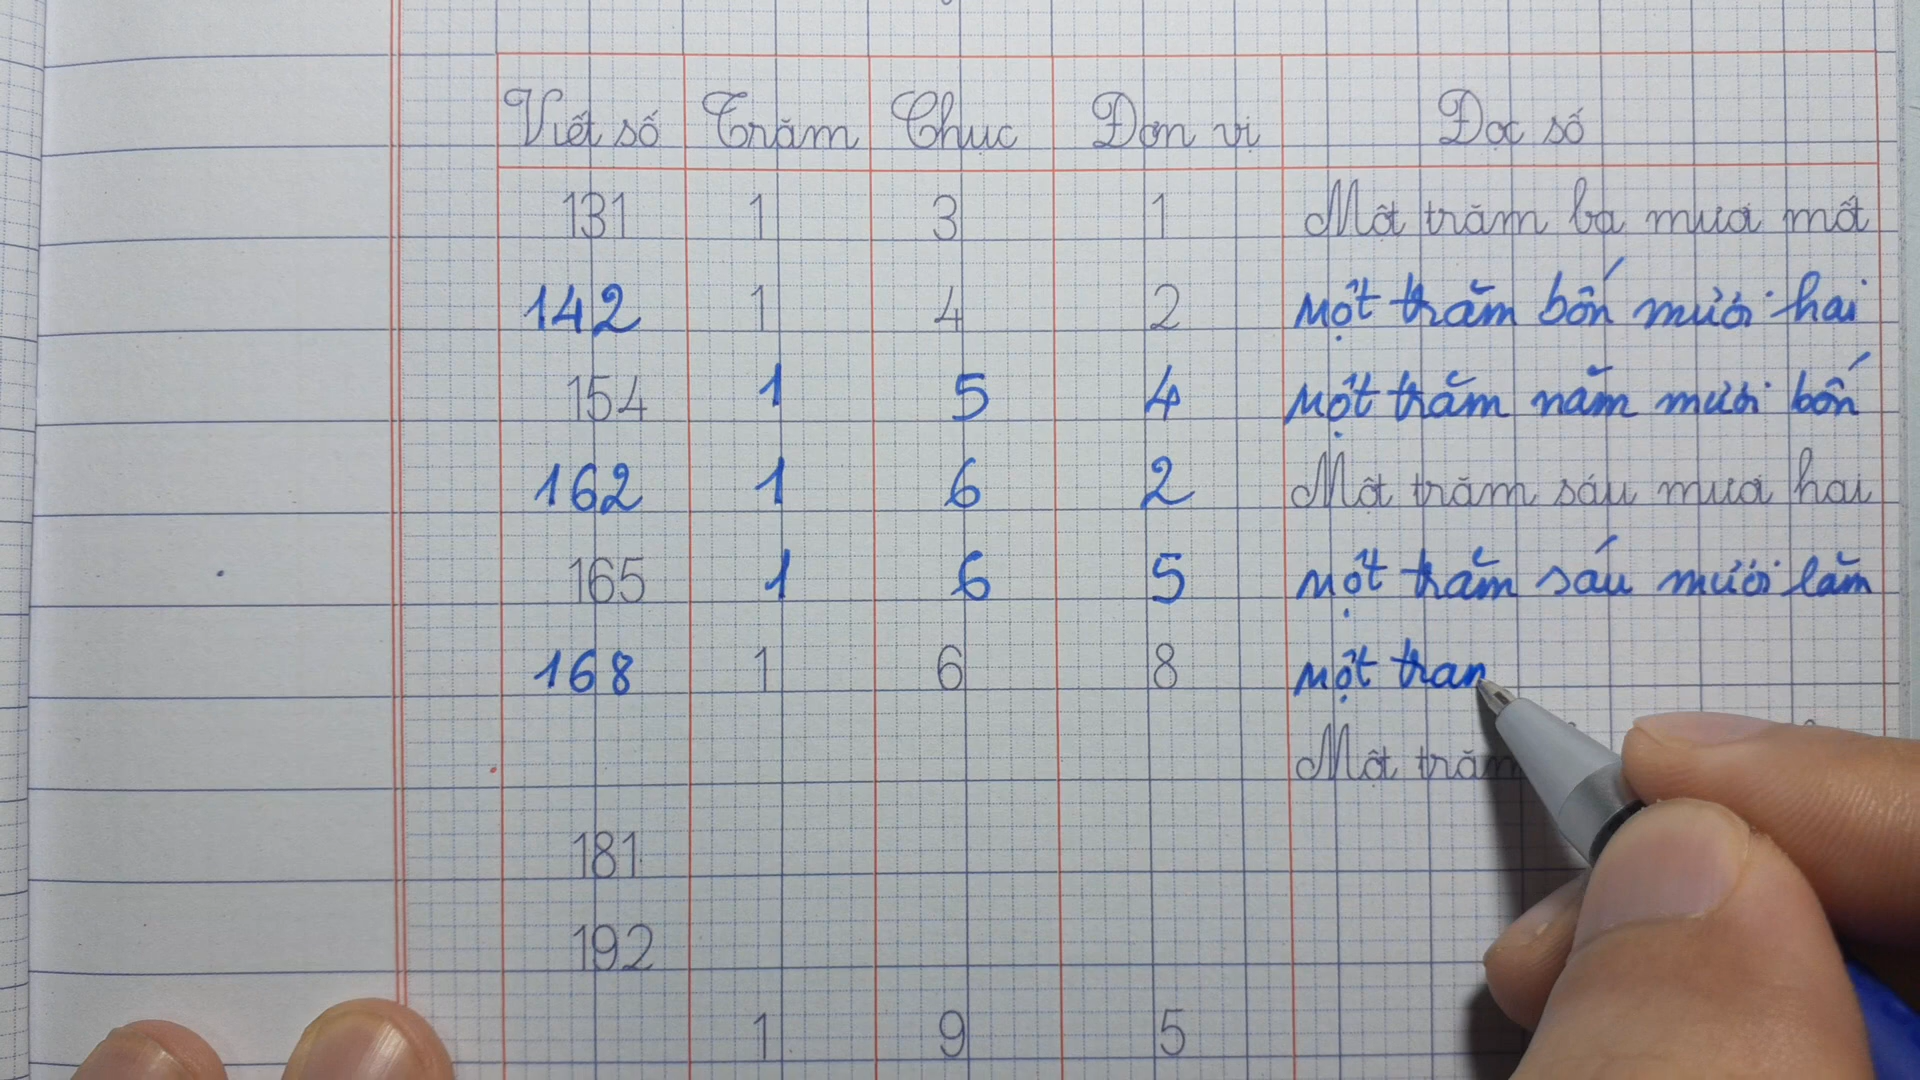 Viết số Trăm Chục Đơn vị Đọc số
131 1 3 1 Một trăm ba mươi mốt
142 1 4 2 Một trăm bốn mươi hai
154 1 5 4 Một trăm năm mươi bốn
162 1 6 2 Một trăm sáu mươi hai
165 1 6 5 Một trăm sáu mươi lăm
168 1 6 8 Một tran
Một trăm
181
192
1 9 5